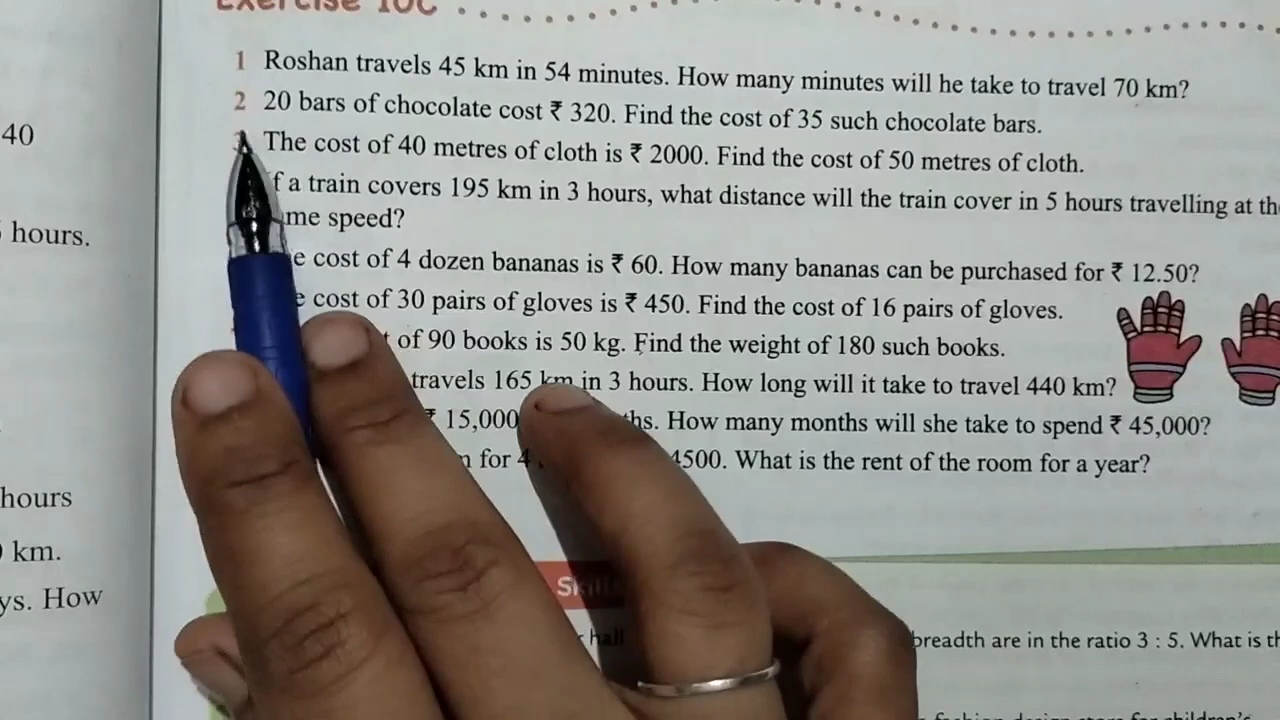 Exercise 10C
40
hours.
hours
km.
ys. How
1 Roshan travels 45 km in 54 minutes. How many minutes will he take to travel 70 km?
2 20 bars of chocolate cost ₹ 320. Find the cost of 35 such chocolate bars.
3 The cost of 40 metres of cloth is ₹ 2000. Find the cost of 50 metres of cloth.
f a train covers 195 km in 3 hours, what distance will the train cover in 5 hours travelling at th
me speed?
e cost of 4 dozen bananas is ₹ 60. How many bananas can be purchased for ₹ 12.50?
e cost of 30 pairs of gloves is ₹ 450. Find the cost of 16 pairs of gloves.
of 90 books is 50 kg. Find the weight of 180 such books.
travels 165 km in 3 hours. How long will it take to travel 440 km?
₹ 15,000 ths. How many months will she take to spend ₹ 45,000?
for 4 4500. What is the rent of the room for a year?
hall breadth are in the ratio 3 : 5. What is th